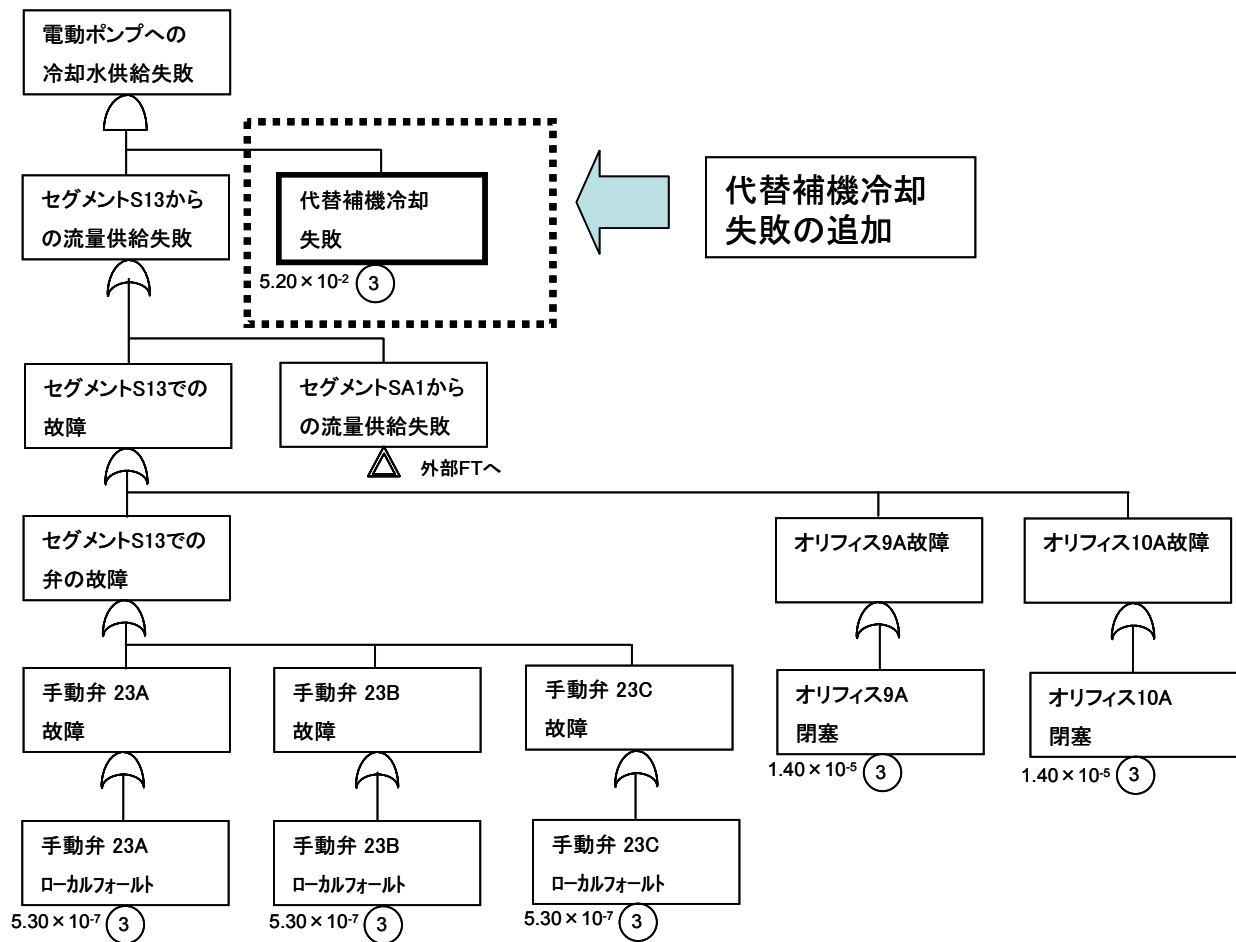 電動ポンプへの
冷却水供給失敗
セグメントS13から
の流量供給失敗
代替補機冷却
失敗
5.20×10-2
3
代替補機冷却
失敗の追加
セグメントS13での
故障
セグメントSA1から
の流量供給失敗
外部FTへ
セグメントS13での
弁の故障
オリフィス9A故障
オリフィス10A故障
手動弁 23A
故障
手動弁 23B
故障
手動弁 23C
故障
オリフィス9A
閉塞
1.40×10-5
3
オリフィス10A
閉塞
1.40×10-5
3
手動弁 23A
ローカルフォールト
5.30×10-7
3
手動弁 23B
ローカルフォールト
5.30×10-7
3
手動弁 23C
ローカルフォールト
5.30×10-7
3